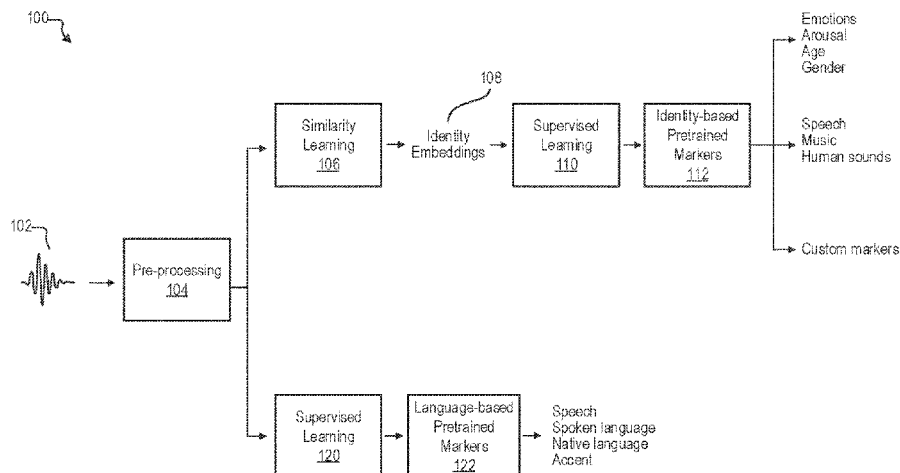 100
Emotions
Arousal
Age
Gender
108
Similarity
Learning
106
Identity
Embeddings
Supervised
Learning
110
Identity-based
Pretrained
Markers
112
Speech
Music
Human sounds
Custom markers
102
Pre-processing
104
Supervised
Learning
120
Language-based
Pretrained
Markers
122
Speech
Spoken language
Native language
Accent